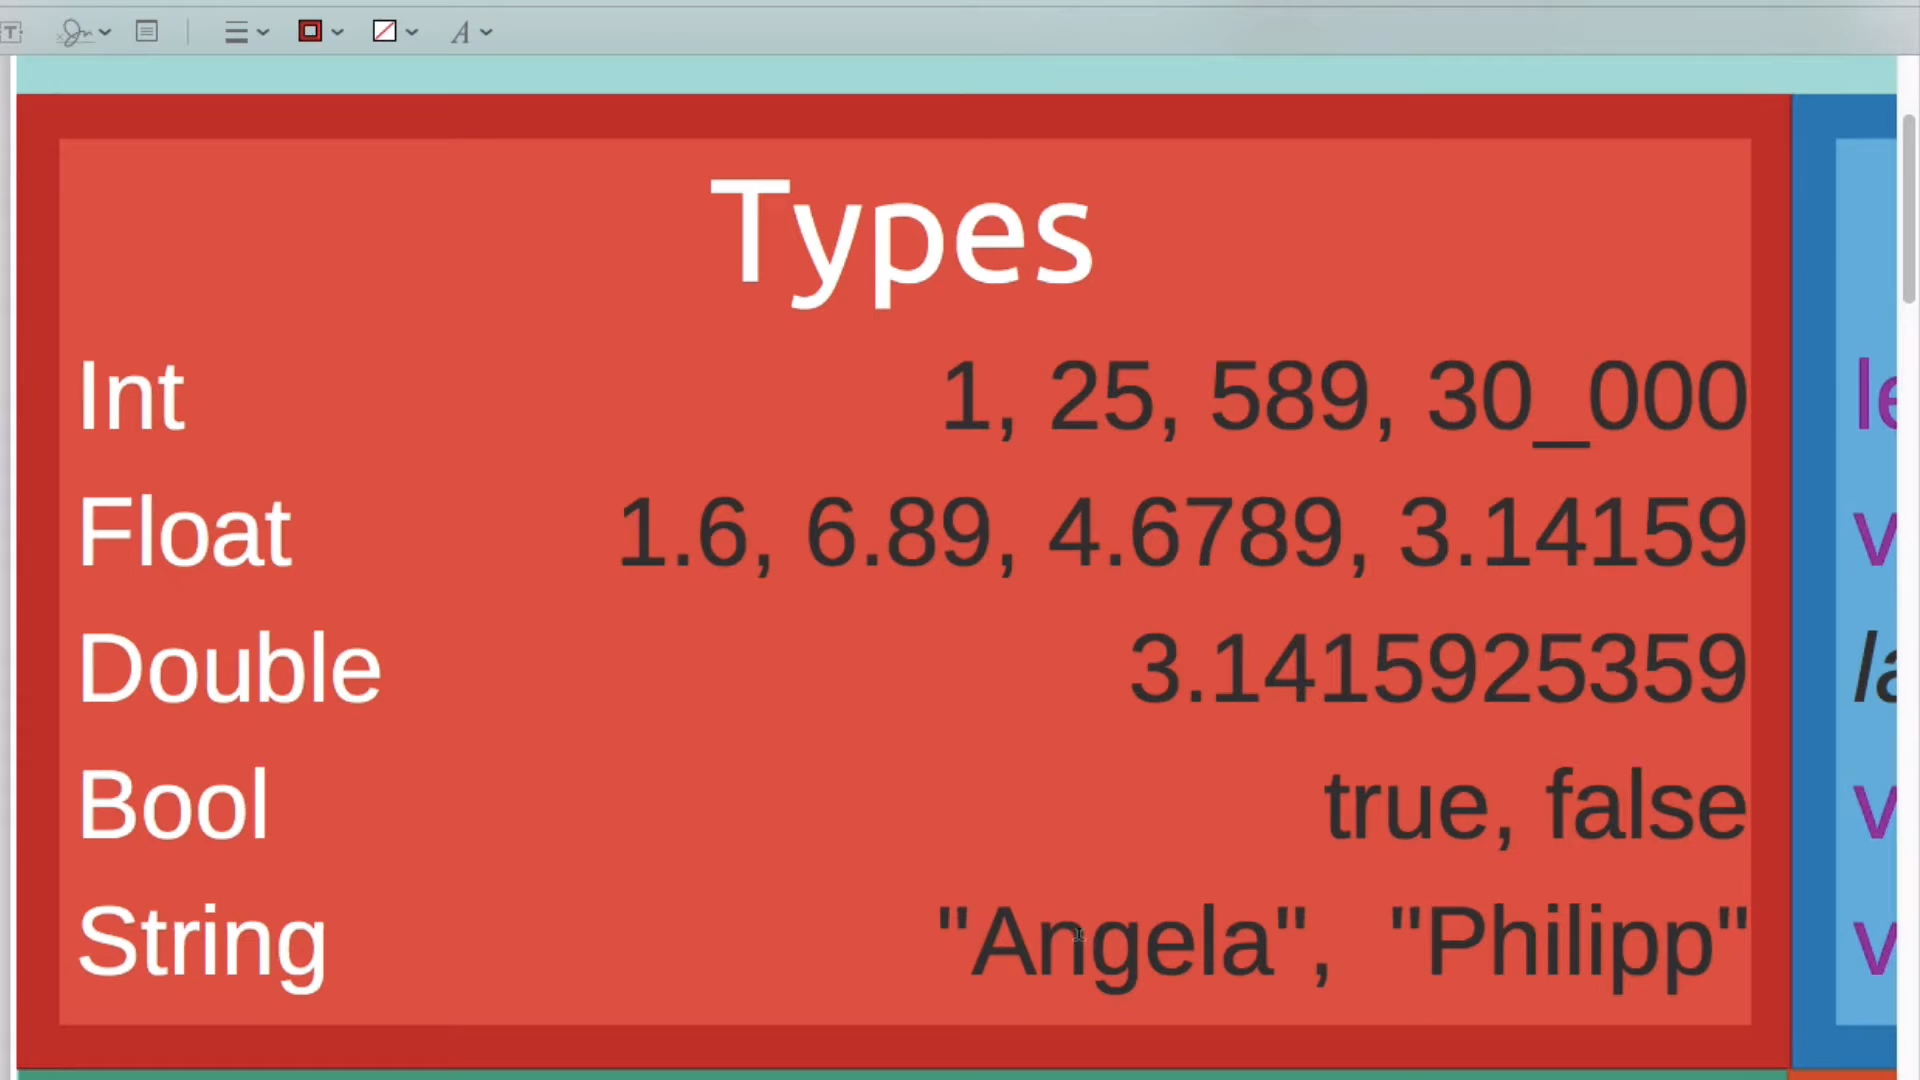 Types
Int 1, 25, 589, 30_000
Float 1.6, 6.89, 4.6789, 3.14159
Double 3.1415925359
Bool true, false
String "Angela", "Philipp"